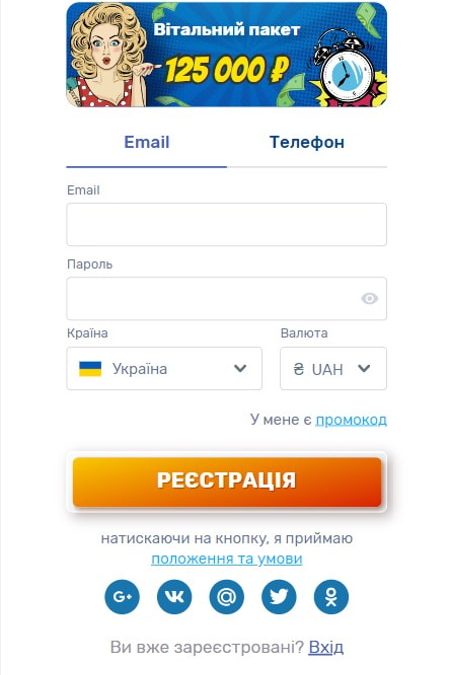 Вітальний пакет
125 000 ₽
Email Телефон
Email
Пароль
Країна Валюта
Україна ₴ UAH
У мене є промокод
РЕЄСТРАЦІЯ
натискаючи на кнопку, я приймаю
положення та умови
G+ @
Ви вже зареєстровані? Вхід